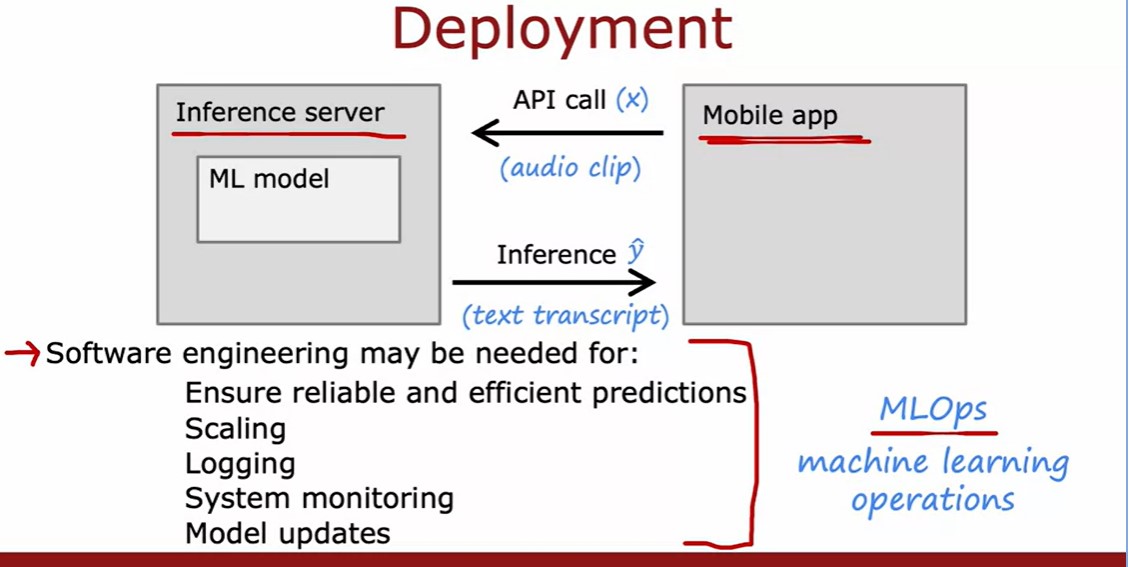 Deployment
Inference server
ML model
API call (x)
(audio clip)
Inference ŷ
(text transcript)
Mobile app
Software engineering may be needed for:
Ensure reliable and efficient predictions
Scaling
Logging
System monitoring
Model updates
MLOps
machine learning
operations